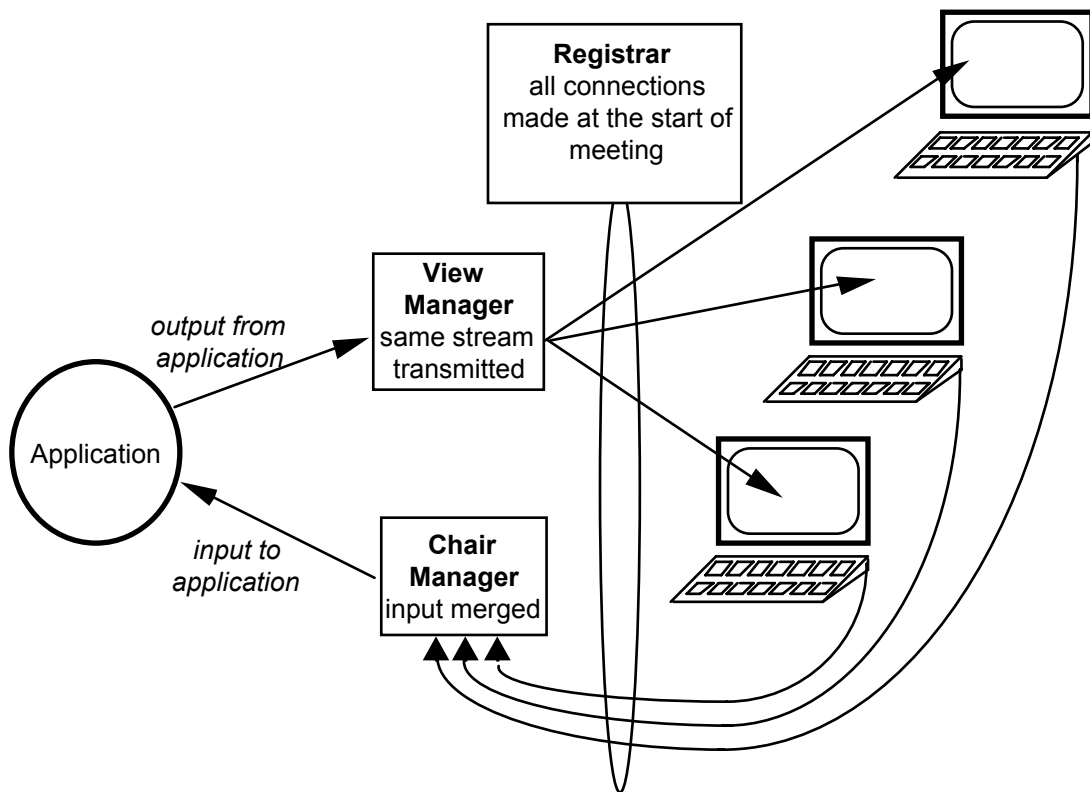 Registrar
all connections
made at the start of
meeting
View
Manager
same stream
transmitted
output from
application
Application
input to
application
Chair
Manager
input merged